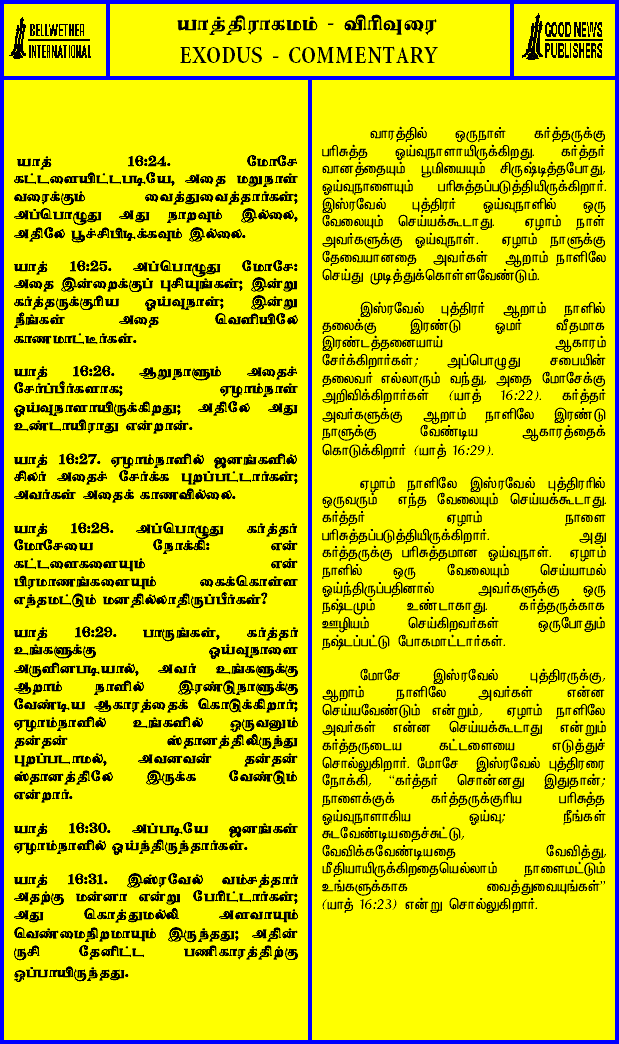 BELLWETHER
INTERNATIONAL
யாத்திராகமம் - விரிவுரை
EXODUS - COMMENTARY
GOOD NEWS
PUBLISHERS
யாத் 16:24. மோசே
கட்டளையிட்டபடியே, அதை மறுநாள்
வரைக்கும் வைத்துவைத்தார்கள்;
அப்பொழுது அது நாறவும் இல்லை,
அதிலே பூச்சிபிடிக்கவும் இல்லை.
யாத் 16:25. அப்பொழுது மோசே:
அதை இன்றைக்குப் புசியுங்கள்; இன்று
கர்த்தருக்குரிய ஓய்வுநாள்; இன்று
நீங்கள் அதை வெளியிலே
காணமாட்டீர்கள்.
யாத் 16:26. ஆறுநாளும் அதைச்
சேர்ப்பீர்களாக; ஏழாம்நாள்
ஓய்வுநாளாயிருக்கிறது; அதிலே அது
உண்டாயிராது என்றான்.
யாத் 16:27. ஏழாம்நாளில் ஜனங்களில்
சிலர் அதைச் சேர்க்க புறப்பட்டார்கள்;
அவர்கள் அதைக் காணவில்லை.
யாத் 16:28. அப்பொழுது கர்த்தர்
மோசேயை நோக்கி: என்
கட்டளைகளையும் என்
பிரமாணங்களையும் கைக்கொள்ள
எந்தமட்டும் மனதில்லாதிருப்பீர்கள்?
யாத் 16:29. பாருங்கள், கர்த்தர்
உங்களுக்கு ஓய்வுநாளை
அருளினபடியால், அவர் உங்களுக்கு
ஆறாம் நாளில் இரண்டுநாளுக்கு
வேண்டிய ஆகாரத்தைக் கொடுக்கிறார்;
ஏழாம்நாளில் உங்களில் ஒருவனும்
தன்தன் ஸ்தானத்திலிருந்து
புறப்படாமல், அவனவன் தன்தன்
ஸ்தானத்திலே இருக்க வேண்டும்
என்றார்.
யாத் 16:30. அப்படியே ஜனங்கள்
ஏழாம்நாளில் ஓய்ந்திருந்தார்கள்.
யாத் 16:31. இஸ்ரவேல் வம்சத்தார்
அதற்கு மன்னா என்று பேரிட்டார்கள்;
அது கொத்துமல்லி அளவாயும்
வெண்மைநிறமாயும் இருந்தது; அதின்
ருசி தேனிட்ட பணிகாரத்திற்கு
ஒப்பாயிருந்தது.
வாரத்தில் ஒருநாள் கர்த்தருக்கு
பரிசுத்த ஓய்வுநாளாயிருக்கிறது. கர்த்தர்
வானத்தையும் பூமியையும் சிருஷ்டித்தபோது,
ஓய்வுநாளையும் பரிசுத்தப்படுத்தியிருக்கிறார்.
இஸ்ரவேல் புத்திரர் ஓய்வுநாளில் ஒரு
வேலையும் செய்யக்கூடாது. ஏழாம் நாள்
அவர்களுக்கு ஓய்வுநாள். ஏழாம் நாளுக்கு
தேவையானதை அவர்கள் ஆறாம் நாளிலே
செய்து முடித்துக்கொள்ளவேண்டும்.
இஸ்ரவேல் புத்திரர் ஆறாம் நாளில்
தலைக்கு இரண்டு ஓமர் வீதமாக
இரண்டத்தனையாய் ஆகாரம்
சேர்க்கிறார்கள்; அப்பொழுது சபையின்
தலைவர் எல்லாரும் வந்து, அதை மோசேக்கு
அறிவிக்கிறார்கள் (யாத் 16:22). கர்த்தர்
அவர்களுக்கு ஆறாம் நாளிலே இரண்டு
நாளுக்கு வேண்டிய ஆகாரத்தைக்
கொடுக்கிறார் (யாத் 16:29).
ஏழாம் நாளிலே இஸ்ரவேல் புத்திரரில்
ஒருவரும் எந்த வேலையும் செய்யக்கூடாது.
கர்த்தர் ஏழாம் நாளை
பரிசுத்தப்படுத்தியிருக்கிறார். அது
கர்த்தருக்கு பரிசுத்தமான ஓய்வுநாள். ஏழாம்
நாளில் ஒரு வேலையும் செய்யாமல்
ஓய்ந்திருப்பதினால் அவர்களுக்கு ஒரு
நஷ்டமும் உண்டாகாது. கர்த்தருக்காக
ஊழியம் செய்கிறவர்கள் ஒருபோதும்
நஷ்டப்பட்டு போகமாட்டார்கள்.
மோசே இஸ்ரவேல் புத்திரருக்கு,
ஆறாம் நாளிலே அவர்கள் என்ன
செய்யவேண்டும் என்றும், ஏழாம் நாளிலே
அவர்கள் என்ன செய்யக்கூடாது என்றும்
கர்த்தருடைய கட்டளையை எடுத்துச்
சொல்லுகிறார். மோசே இஸ்ரவேல் புத்திரரை
நோக்கி, "கர்த்தர் சொன்னது இதுதான்;
நாளைக்குக் கர்த்தருக்குரிய பரிசுத்த
ஓய்வுநாளாகிய ஓய்வு; நீங்கள்
சுடவேண்டியதைச்சுட்டு,
வேவிக்கவேண்டியதை வேவித்து,
மீதியாயிருக்கிறதையெல்லாம் நாளைமட்டும்
உங்களுக்காக வைத்துவையுங்கள்"
(யாத் 16:23) என்று சொல்லுகிறார்.